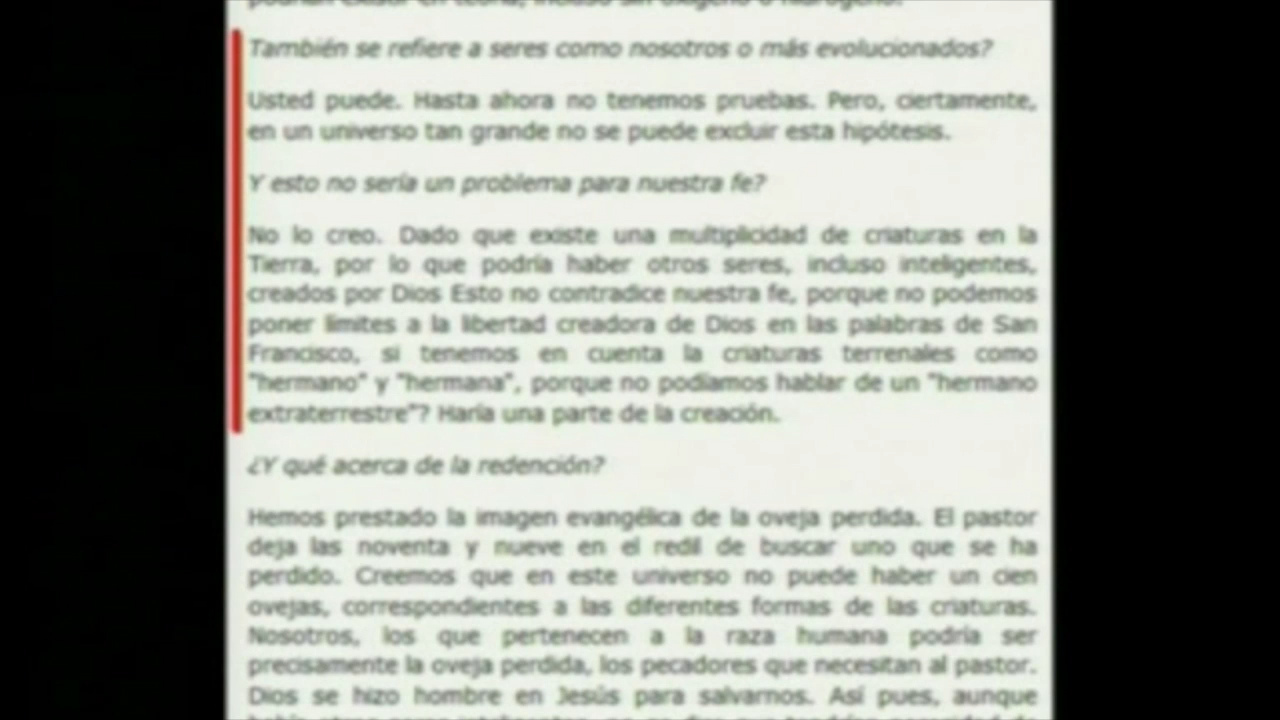 podrían existir en teoría, incluso sin oxígeno o hidrógeno.
También se refiere a seres como nosotros o más evolucionados?
Usted puede. Hasta ahora no tenemos pruebas. Pero, ciertamente,
en un universo tan grande no se puede excluir esta hipótesis.
Y esto no sería un problema para nuestra fe?
No lo creo. Dado que existe una multiplicidad de criaturas en la
Tierra, por lo que podría haber otros seres, incluso inteligentes,
creados por Dios Esto no contradice nuestra fe, porque no podemos
poner límites a la libertad creadora de Dios en las palabras de San
Francisco, si tenemos en cuenta la criaturas terrenales como
"hermano" y "hermana", porque no podíamos hablar de un "hermano
extraterrestre"? Haría una parte de la creación.
¿Y qué acerca de la redención?
Hemos prestado la imagen evangélica de la oveja perdida. El pastor
deja las noventa y nueve en el redil de buscar uno que se ha
perdido. Creemos que en este universo no puede haber un cien
ovejas, correspondientes a las diferentes formas de las criaturas.
Nosotros, los que pertenecen a la raza humana podría ser
precisamente la oveja perdida, los pecadores que necesitan al pastor.
Dios se hizo hombre en Jesús para salvarnos. Así pues, aunque